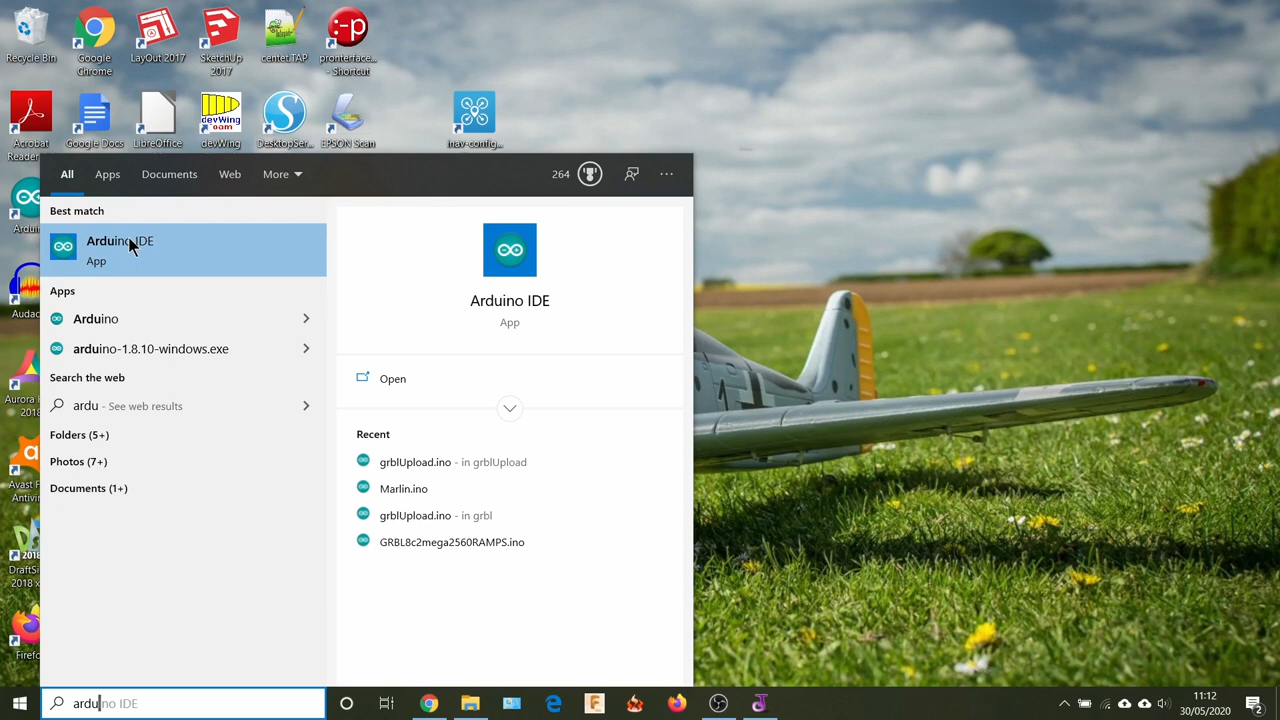 Recycle Bin
Google Chrome
LayOut 2017
SketchUp 2017
centet.TAP
pronterface... - Shortcut
Acrobat Reader
Google Docs
LibreOffice
devWing
DesktopSer...
EPSON Scan
inav-config...
All
Apps
Documents
Web
More
264
Best match
Arduino IDE
App
Apps
Arduino
arduino-1.8.10-windows.exe
Search the web
ardu - See web results
Folders (5+)
Photos (7+)
Documents (1+)
Arduino IDE
App
Open
Recent
grblUpload.ino - in grblUpload
Marlin.ino
grblUpload.ino - in grbl
GRBL8c2mega2560RAMPS.ino
arduino IDE
11:12
30/05/2020
2